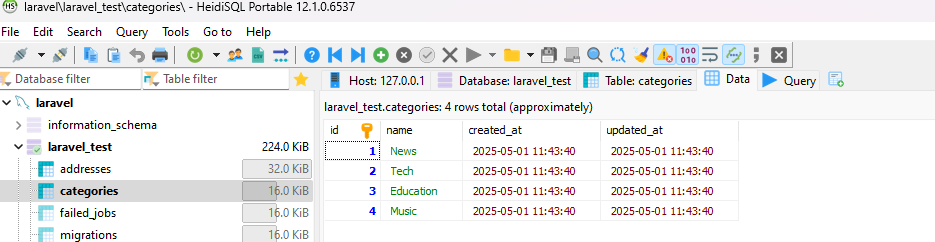 laravel\laravel_test\categories\ - HeidiSQL Portable 12.1.0.6537
File Edit Search Query Tools Go to Help
Database filter Table filter Host: 127.0.0.1 Database: laravel_test Table: categories Data Query
laravel
laravel_test.categories: 4 rows total (approximately)
information_schema
id name created_at updated_at
laravel_test 224.0 KiB
1 News 2025-05-01 11:43:40 2025-05-01 11:43:40
addresses 32.0 KiB
2 Tech 2025-05-01 11:43:40 2025-05-01 11:43:40
categories 16.0 KiB
3 Education 2025-05-01 11:43:40 2025-05-01 11:43:40
failed_jobs 16.0 KiB
4 Music 2025-05-01 11:43:40 2025-05-01 11:43:40
migrations 16.0 KiB